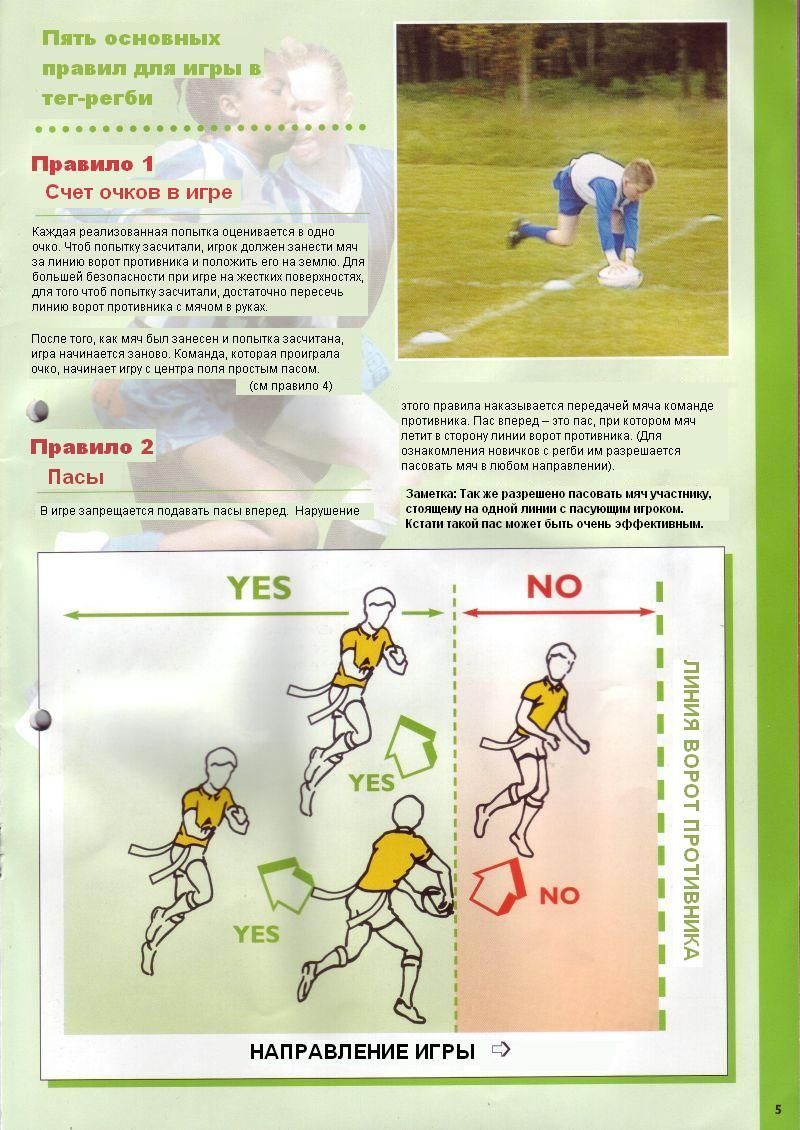 Пять основных
правил для игры в
тег-регби
Правило 1
Счет очков в игре
Каждая реализованная попытка оценивается в одно
очко. Чтоб попытку засчитали, игрок должен занести мяч
за линию ворот противника и положить его на землю. Для
большей безопасности при игре на жестких поверхностях,
для того чтоб попытку засчитали, достаточно пересечь
линию ворот противника с мячом в руках.
После того, как мяч был занесен и попытка засчитана,
игра начинается заново. Команда, которая проиграла
очко, начинает игру с центра поля простым пасом.
(см правило 4)
Правило 2
Пасы
В игре запрещается подавать пасы вперед. Нарушение
этого правила наказывается передачей мяча команде
противника. Пас вперед – это пас, при котором мяч
летит в сторону линии ворот противника. (Для
ознакомления новичков с регби им разрешается
пасовать мяч в любом направлении).
Заметка: Так же разрешено пасовать мяч участнику,
стоящему на одной линии с пасующим игроком.
Кстати такой пас может быть очень эффективным.
YES
NO
YES
YES
NO
ЛИНИЯ ВОРОТ ПРОТИВНИКА
НАПРАВЛЕНИЕ ИГРЫ
5